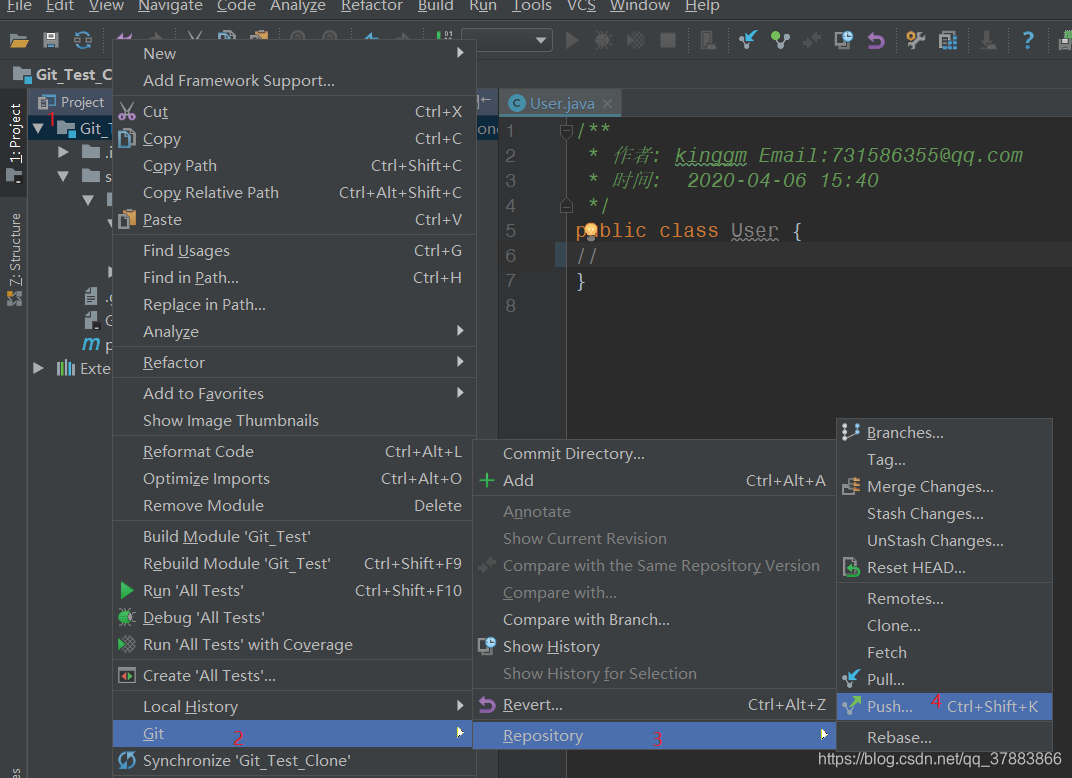 File Edit View Navigate Code Analyze Refactor Build Run Tools VCS Window Help
Git_Test_C
Project
1: Project
Z: Structure
1
Git_T
Exte
New
Add Framework Support...
Cut Ctrl+X
Copy Ctrl+C
Copy Path Ctrl+Shift+C
Copy Relative Path Ctrl+Alt+Shift+C
Paste Ctrl+V
Find Usages Ctrl+G
Find in Path... Ctrl+H
Replace in Path...
Analyze
Refactor
Add to Favorites
Show Image Thumbnails
Reformat Code Ctrl+Alt+L
Optimize Imports Ctrl+Alt+O
Remove Module Delete
Build Module 'Git_Test'
Rebuild Module 'Git_Test' Ctrl+Shift+F9
Run 'All Tests' Ctrl+Shift+F10
Debug 'All Tests'
Run 'All Tests' with Coverage
Create 'All Tests'...
Local History
Git 2
Synchronize 'Git_Test_Clone'
User.java
1 /**
2 * 作者: kinggm Email:731586355@qq.com
3 * 时间: 2020-04-06 15:40
4 */
5 public class User {
6 //
7 }
8
Commit Directory...
Add Ctrl+Alt+A
Annotate
Show Current Revision
Compare with the Same Repository Version
Compare with...
Compare with Branch...
Show History
Show History for Selection
Revert... Ctrl+Alt+Z
Repository 3
Branches...
Tag...
Merge Changes...
Stash Changes...
UnStash Changes...
Reset HEAD...
Remotes...
Clone...
Fetch
Pull...
Push... 4 Ctrl+Shift+K
Rebase...
https://blog.csdn.net/qq_37883866